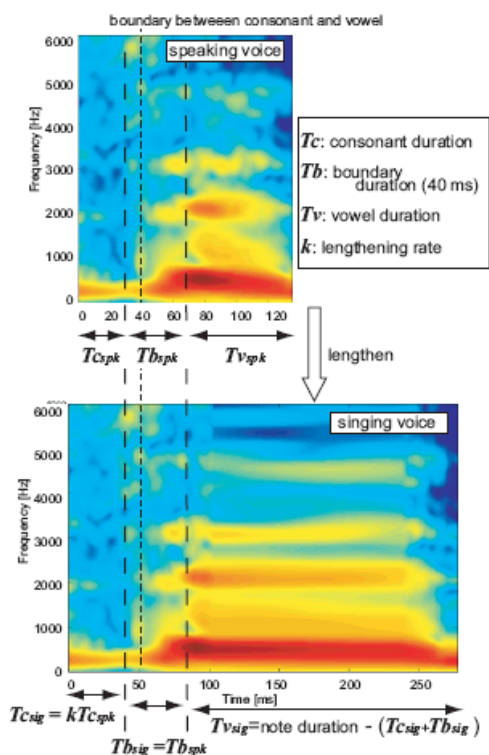 boundary betweeen consonant and vowel
speaking voice
6000
5000
4000
3000
2000
1000
0
Frequency [Hz]
0 20 40 60 80 100 120
Tcspk Tbspk Tvspk
Tc: consonant duration
Tb: boundary
duration (40 ms)
Tv: vowel duration
k: lengthening rate
lengthen
singing voice
5000
4000
3000
2000
1000
0
Frequency [Hz]
0 50 100 150 200 250
Time [ms]
Tcsig = kTcspk
Tbsig = Tbspk
Tvsig=note duration - (Tcsig+Tbsig)